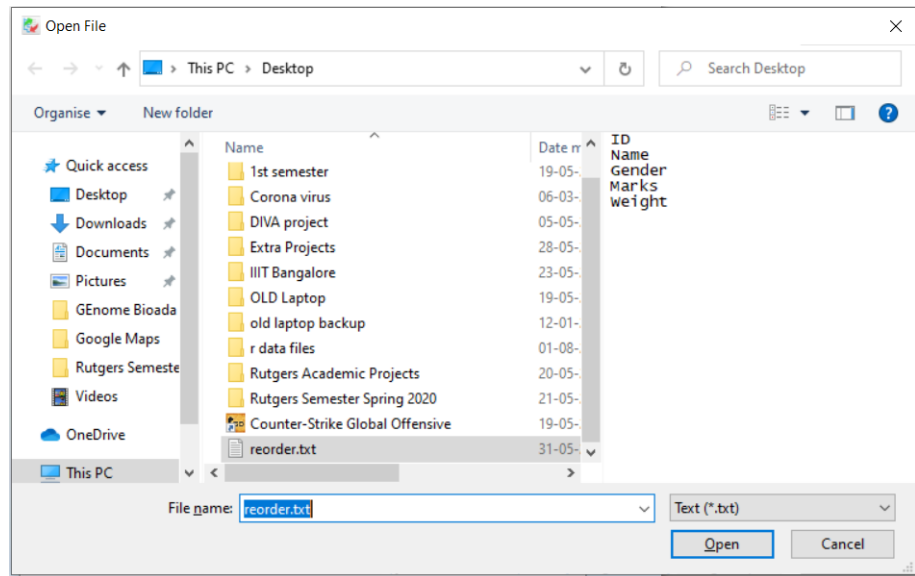 Open File
This PC > Desktop
Search Desktop
Organise
New folder
Quick access
Desktop
Downloads
Documents
Pictures
GEnome Bioada
Google Maps
Rutgers Semeste
Videos
OneDrive
This PC
Name Date m
1st semester 19-05-
Corona virus 06-03-
DIVA project 05-05-
Extra Projects 28-05-
IIIT Bangalore 23-05-
OLD Laptop 19-05-
old laptop backup 12-01-
r data files 01-08-
Rutgers Academic Projects 20-05-
Rutgers Semester Spring 2020 21-05-
Counter-Strike Global Offensive 19-05-
reorder.txt 31-05-
ID
Name
Gender
Marks
Weight
File name: reorder.txt
Text (*.txt)
Open
Cancel